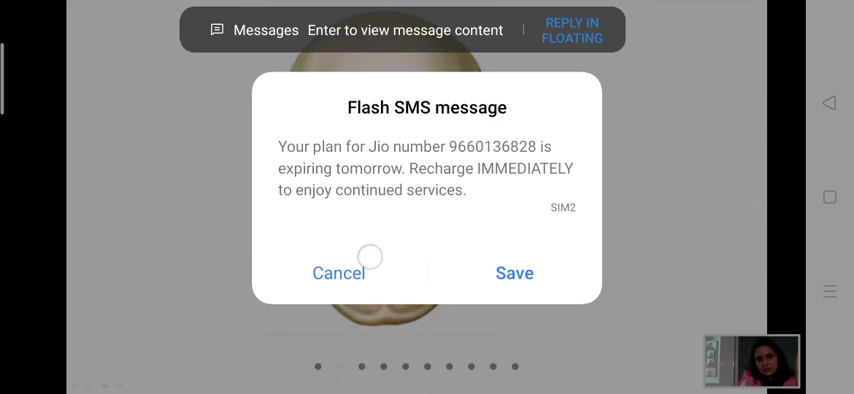 Messages Enter to view message content | REPLY IN
FLOATING
Flash SMS message
Your plan for Jio number 9660136828 is
expiring tomorrow. Recharge IMMEDIATELY
to enjoy continued services.
SIM2
Cancel Save